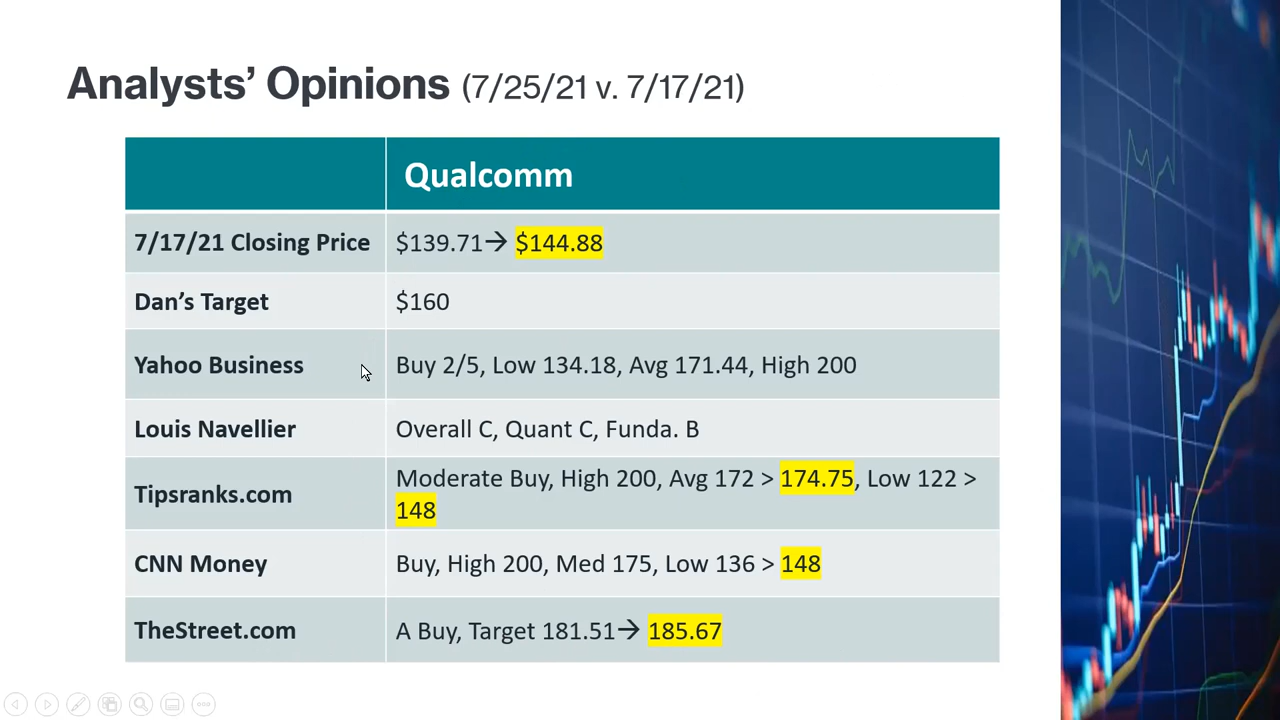 Analysts’ Opinions (7/25/21 v. 7/17/21)
Qualcomm
7/17/21 Closing Price $139.71→ $144.88
Dan’s Target $160
Yahoo Business Buy 2/5, Low 134.18, Avg 171.44, High 200
Louis Navellier Overall C, Quant C, Funda. B
Tipsranks.com Moderate Buy, High 200, Avg 172 > 174.75, Low 122 >
148
CNN Money Buy, High 200, Med 175, Low 136 > 148
TheStreet.com A Buy, Target 181.51→ 185.67